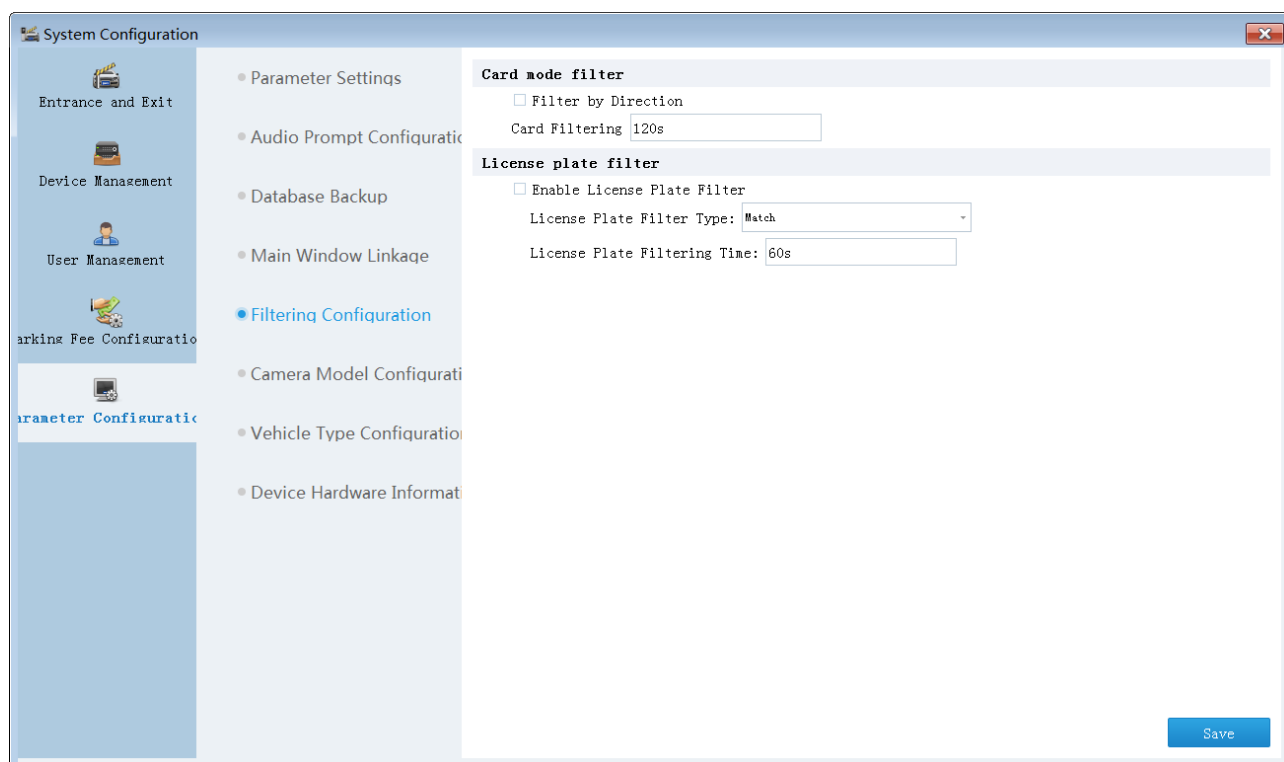 System Configuration
Entrance and Exit
Device Management
User Management
arking Fee Configuratio
arameter Configuratio
Parameter Settings
Audio Prompt Configuratic
Database Backup
Main Window Linkage
Filtering Configuration
Camera Model Configurati
Vehicle Type Configuration
Device Hardware Informati
Card mode filter
Filter by Direction
Card Filtering 120s
License plate filter
Enable License Plate Filter
License Plate Filter Type: Match
License Plate Filtering Time: 60s
Save